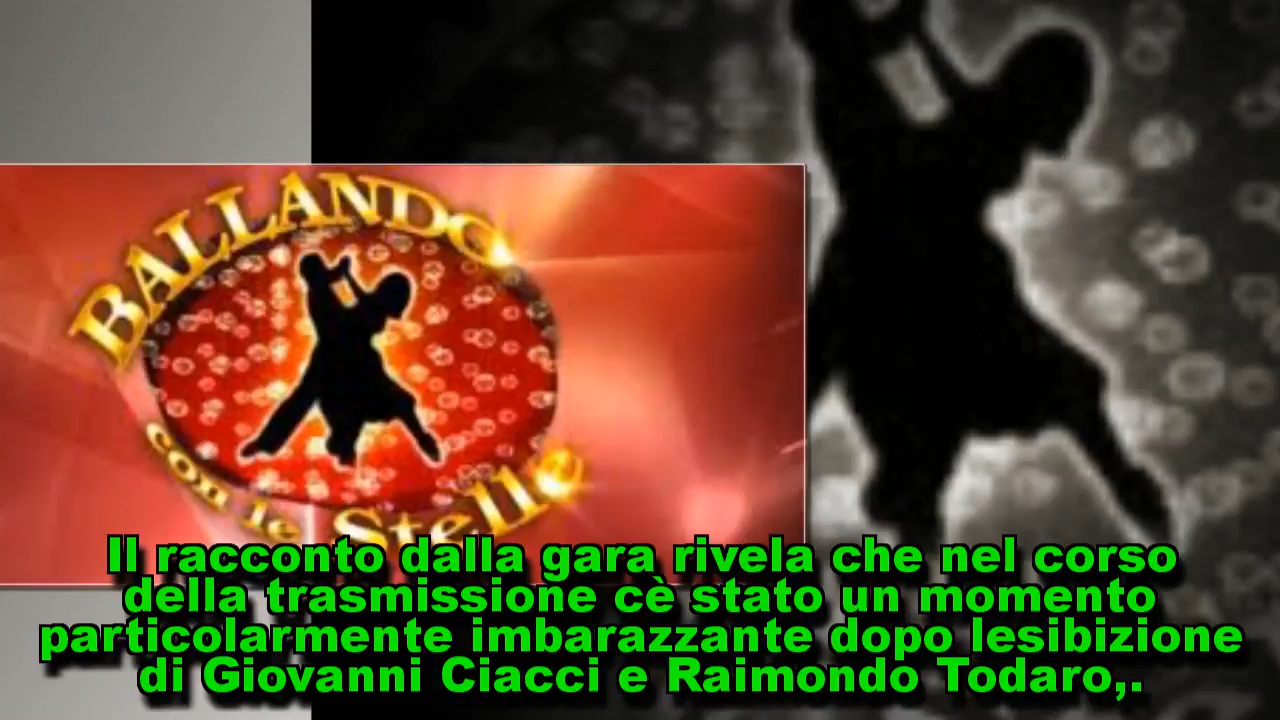 BALLANDO
con le Stelle
Il racconto dalla gara rivela che nel corso
della trasmissione cè stato un momento
particolarmente imbarazzante dopo lesibizione
di Giovanni Ciacci e Raimondo Todaro,.